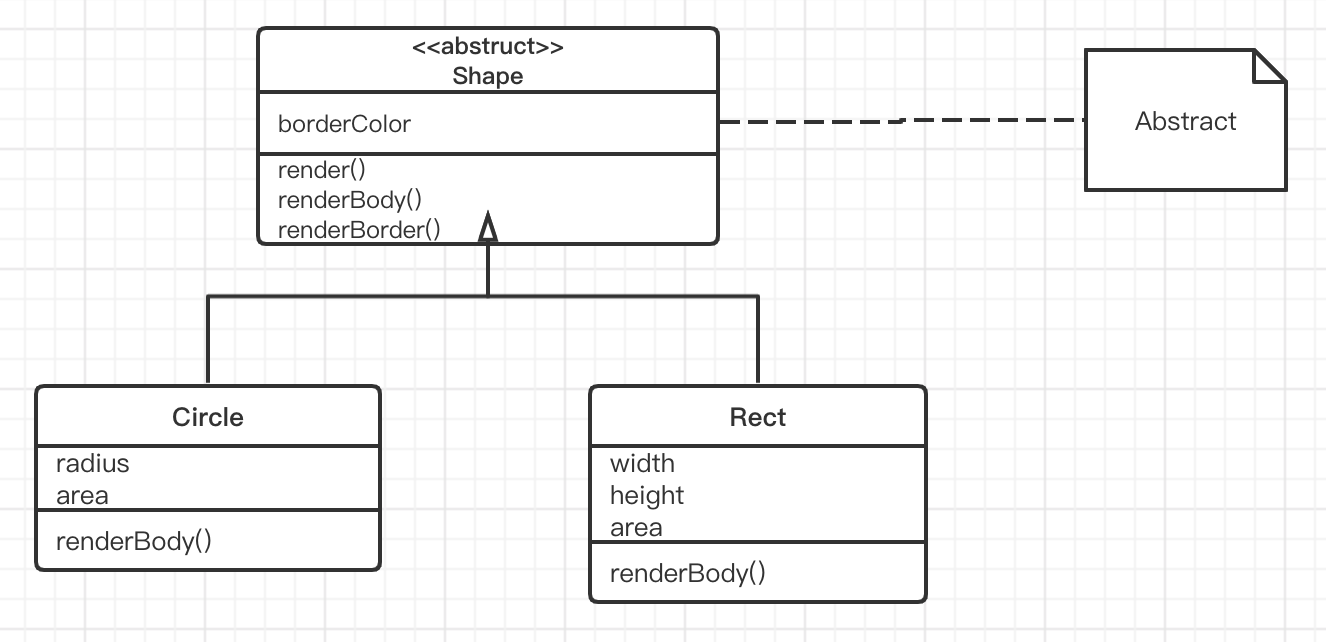 <<abstruct>>
Shape
borderColor
render()
renderBody()
renderBorder()
Abstract
Circle
radius
area
renderBody()
Rect
width
height
area
renderBody()